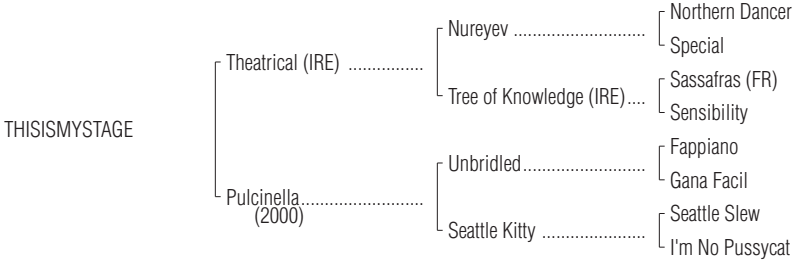 Northern Dancer
Nureyev ............................
Special
Theatrical (IRE) ................
Sassafras (FR)
Tree of Knowledge (IRE)....
Sensibility
THISISMYSTAGE
Fappiano
Unbridled..........................
Gana Facil
Pulcinella..........................
(2000)
Seattle Slew
Seattle Kitty ......................
I'm No Pussycat